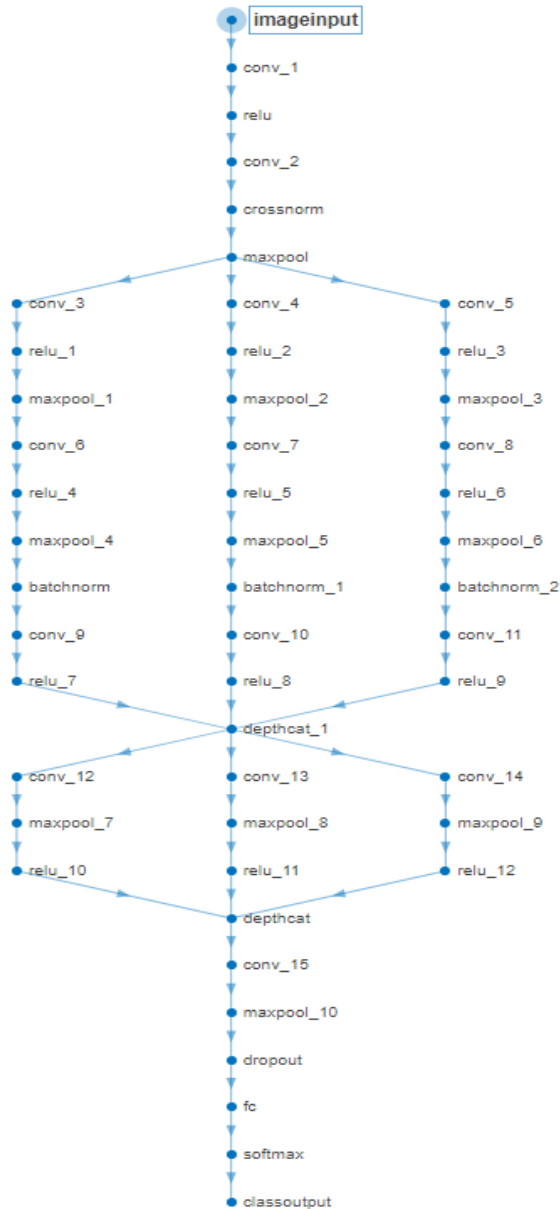 imageinput
conv_1
relu
conv_2
crossnorm
maxpool
conv_3 conv_4 conv_5
relu_1 relu_2 relu_3
maxpool_1 maxpool_2 maxpool_3
conv_6 conv_7 conv_8
relu_4 relu_5 relu_6
maxpool_4 maxpool_5 maxpool_6
batchnorm batchnorm_1 batchnorm_2
conv_9 conv_10 conv_11
relu_7 relu_8 relu_9
depthcat_1
conv_12 conv_13 conv_14
maxpool_7 maxpool_8 maxpool_9
relu_10 relu_11 relu_12
depthcat
conv_15
maxpool_10
dropout
fc
softmax
classoutput